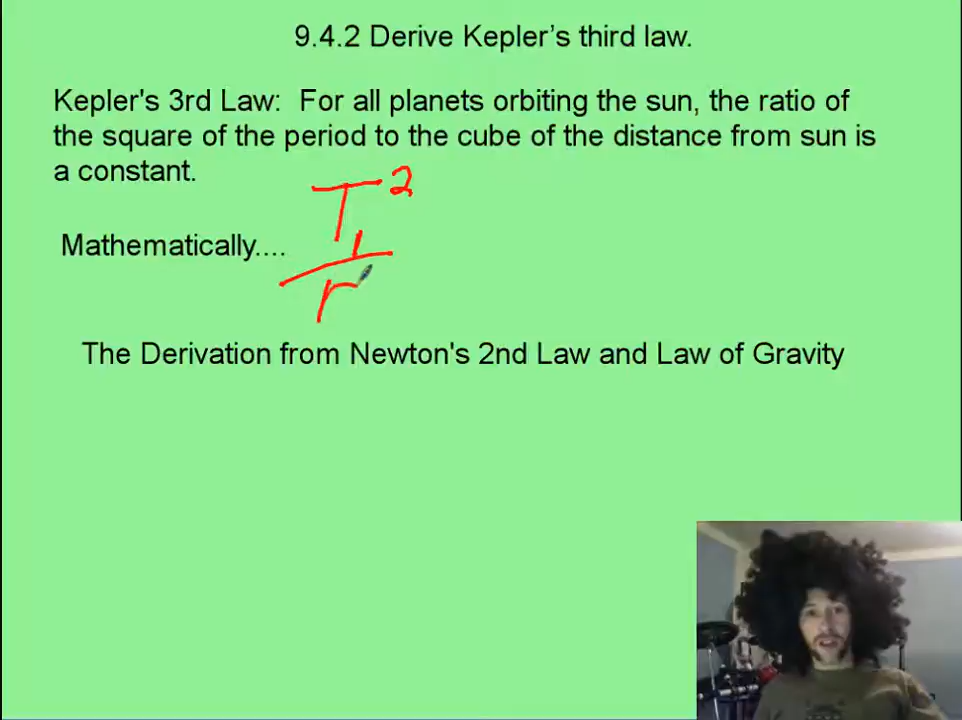 9.4.2 Derive Kepler’s third law.
Kepler's 3rd Law:  For all planets orbiting the sun, the ratio of
the square of the period to the cube of the distance from sun is
a constant.
T²
Mathematically....
r
The Derivation from Newton's 2nd Law and Law of Gravity